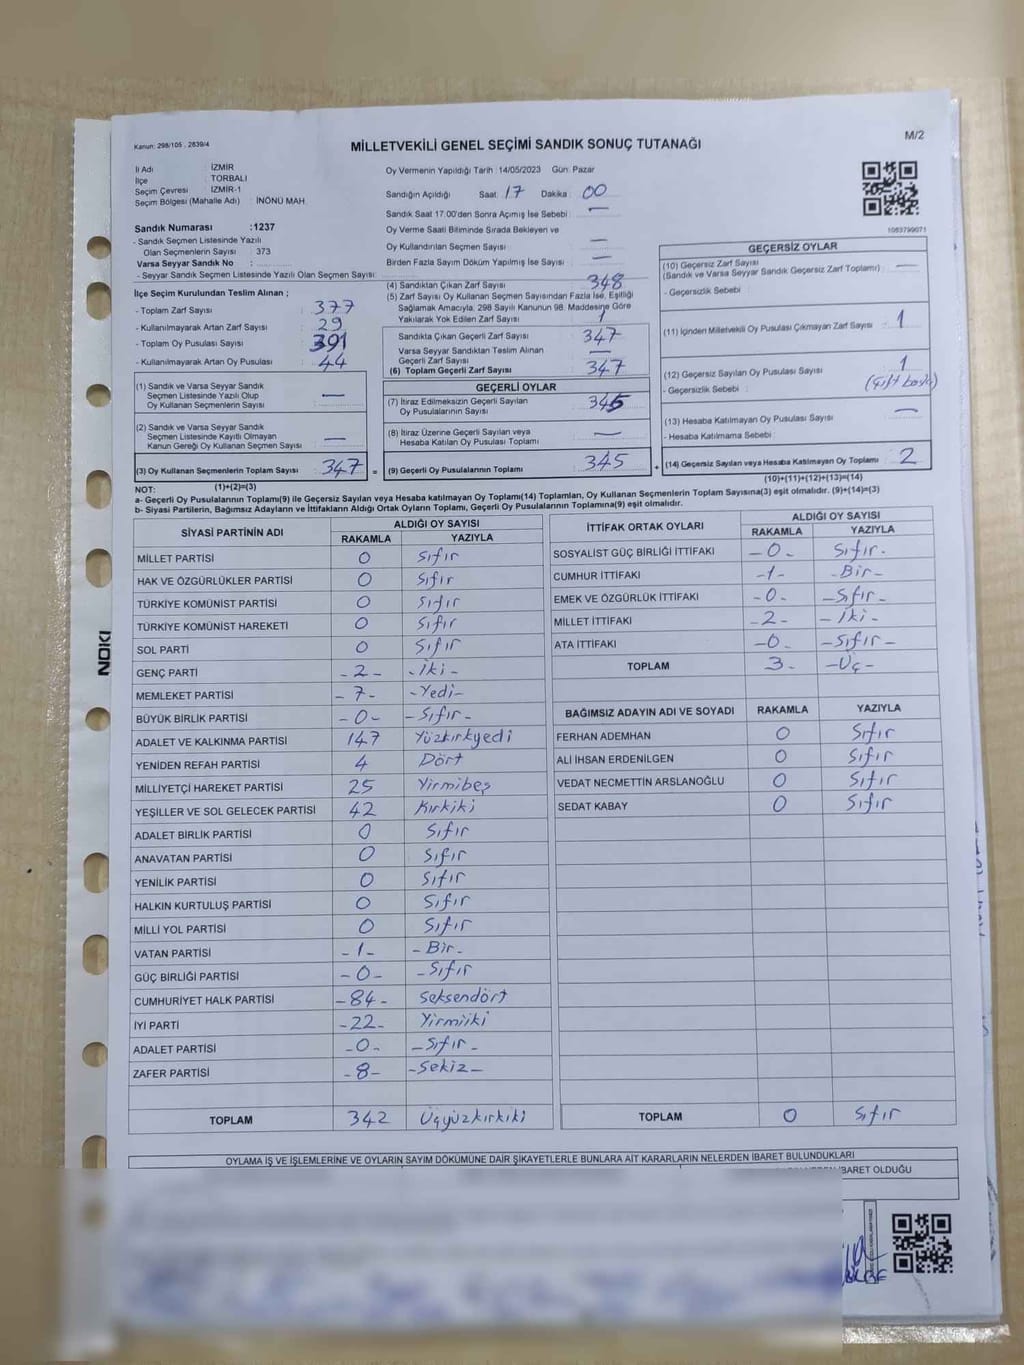 Kanun: 298/105 , 2839/4
MİLLETVEKİLİ GENEL SEÇİMİ SANDIK SONUÇ TUTANAĞI
M/2
İl Adı İZMİR
İlçe TORBALI
Seçim Çevresi İZMİR-1
Seçim Bölgesi (Mahalle Adı) İNÖNÜ MAH.
Sandık Numarası :1237
- Sandık Seçmen Listesinde Yazılı
Olan Seçmenlerin Sayısı : 373
Varsa Seyyar Sandık No :
- Seyyar Sandık Seçmen Listesinde Yazılı Olan Seçmen Sayısı:
İlçe Seçim Kurulundan Teslim Alınan ;
- Toplam Zarf Sayısı : 377
- Kullanılmayarak Artan Zarf Sayısı : 29
- Toplam Oy Pusulası Sayısı : 391
- Kullanılmayarak Artan Oy Pusulası : 44
(1) Sandık ve Varsa Seyyar Sandık
Seçmen Listesinde Yazılı Olup
Oy Kullanan Seçmenlerin Sayısı : —
(2) Sandık ve Varsa Seyyar Sandık
Seçmen Listesinde Kayıtlı Olmayan
Kanun Gereği Oy Kullanan Seçmen Sayısı : —
(3) Oy Kullanan Seçmenlerin Toplam Sayısı : 347 =
(1)+(2)=(3)
Oy Vermenin Yapıldığı Tarih :14/05/2023 Gün: Pazar
Sandığın Açıldığı Saat: 17 Dakika : 00
Sandık Saat 17.00'den Sonra Açımış İse Sebebi : —
Oy Verme Saati Bitiminde Sırada Bekleyen ve
Oy Kullandırılan Seçmen Sayısı : —
Birden Fazla Sayım Döküm Yapılmış İse Sayısı : —
(4) Sandıktan Çıkan Zarf Sayısı : 348
(5) Zarf Sayısı Oy Kullanan Seçmen Sayısından Fazla İse, Eşitliği
Sağlamak Amacıyla, 298 Sayılı Kanunun 98. Maddesine Göre
Yakılarak Yok Edilen Zarf Sayısı : 1
Sandıkta Çıkan Geçerli Zarf Sayısı : 347
Varsa Seyyar Sandıktan Teslim Alınan
Geçerli Zarf Sayısı : —
(6) Toplam Geçerli Zarf Sayısı : 347
GEÇERLİ OYLAR
(7) İtiraz Edilmeksizin Geçerli Sayılan
Oy Pusulalarının Sayısı : 345
(8) İtiraz Üzerine Geçerli Sayılan veya
Hesaba Katılan Oy Pusulası Toplamı : —
(9) Geçerli Oy Pusulalarının Toplamı : 345 +
1083799071
GEÇERSİZ OYLAR
(10) Geçersiz Zarf Sayısı
(Sandık ve Varsa Seyyar Sandık Geçersiz Zarf Toplamı) : —
- Geçersizlik Sebebi :
(11) İçinden Milletvekili Oy Pusulası Çıkmayan Zarf Sayısı : 1
(12) Geçersiz Sayılan Oy Pusulası Sayısı : 1
- Geçersizlik Sebebi : (Çift baskı)
(13) Hesaba Katılmayan Oy Pusulası Sayısı : —
- Hesaba Katılmama Sebebi :
(14) Geçersiz Sayılan veya Hesaba Katılmayan Oy Toplamı : 2
(10)+(11)+(12)+(13)=(14)
NOT:
a- Geçerli Oy Pusulalarının Toplamı(9) ile Geçersiz Sayılan veya Hesaba katılmayan Oy Toplamı(14) Toplamları, Oy Kullanan Seçmenlerin Toplam Sayısına(3) eşit olmalıdır. (9)+(14)=(3)
b- Siyasi Partilerin, Bağımsız Adayların ve İttifakların Aldığı Ortak Oyların Toplamı, Geçerli Oy Pusulalarının Toplamına(9) eşit olmalıdır.
SİYASİ PARTİNİN ADI ALDIĞI OY SAYISI
RAKAMLA YAZIYLA
MİLLET PARTİSİ 0 Sıfır
HAK VE ÖZGÜRLÜKLER PARTİSİ 0 Sıfır
TÜRKİYE KOMÜNİST PARTİSİ 0 Sıfır
TÜRKİYE KOMÜNİST HAREKETİ 0 Sıfır
SOL PARTİ 0 Sıfır
GENÇ PARTİ -2- -İki-
MEMLEKET PARTİSİ -7- -Yedi-
BÜYÜK BİRLİK PARTİSİ -0- -Sıfır-
ADALET VE KALKINMA PARTİSİ 147 Yüzkırkyedi
YENİDEN REFAH PARTİSİ 4 Dört
MİLLİYETÇİ HAREKET PARTİSİ 25 Yirmibeş
YEŞİLLER VE SOL GELECEK PARTİSİ 42 Kırkiki
ADALET BİRLİK PARTİSİ 0 Sıfır
ANAVATAN PARTİSİ 0 Sıfır
YENİLİK PARTİSİ 0 Sıfır
HALKIN KURTULUŞ PARTİSİ 0 Sıfır
MİLLİ YOL PARTİSİ 0 Sıfır
VATAN PARTİSİ -1- -Bir-
GÜÇ BİRLİĞİ PARTİSİ -0- -Sıfır
CUMHURİYET HALK PARTİSİ -84- Seksendört
İYİ PARTİ -22- Yirmiiki
ADALET PARTİSİ -0- -Sıfır-
ZAFER PARTİSİ -8- -Sekiz-
TOPLAM 342 Üçyüzkırkiki
İTTİFAK ORTAK OYLARI ALDIĞI OY SAYISI
RAKAMLA YAZIYLA
SOSYALİST GÜÇ BİRLİĞİ İTTİFAKI -0- Sıfır-
CUMHUR İTTİFAKI -1- -Bir-
EMEK VE ÖZGÜRLÜK İTTİFAKI -0- -Sıfır-
MİLLET İTTİFAKI -2- -İki-
ATA İTTİFAKI -0- -Sıfır-
TOPLAM 3- -Üç-
BAĞIMSIZ ADAYIN ADI VE SOYADI RAKAMLA YAZIYLA
FERHAN ADEMHAN 0 Sıfır
ALİ İHSAN ERDENİLGEN 0 Sıfır
VEDAT NECMETTİN ARSLANOĞLU 0 Sıfır
SEDAT KABAY 0 Sıfır
TOPLAM 0 Sıfır
OYLAMA İŞ VE İŞLEMLERİNE VE OYLARIN SAYIM DÖKÜMÜNE DAİR ŞİKAYETLERLE BUNLARA AİT KARARLARIN NELERDEN İBARET BULUNDUKLARI
İBARET OLDUĞU
NOKI